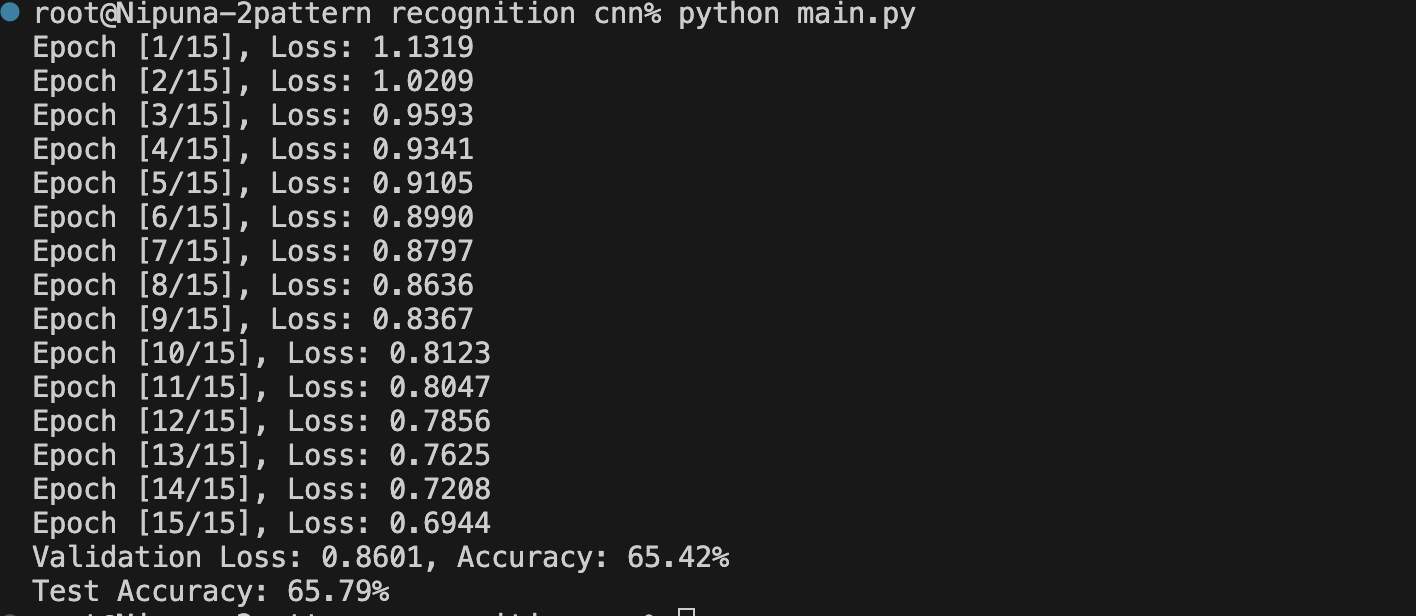 root@Nipuna-2pattern recognition cnn% python main.py
Epoch [1/15], Loss: 1.1319
Epoch [2/15], Loss: 1.0209
Epoch [3/15], Loss: 0.9593
Epoch [4/15], Loss: 0.9341
Epoch [5/15], Loss: 0.9105
Epoch [6/15], Loss: 0.8990
Epoch [7/15], Loss: 0.8797
Epoch [8/15], Loss: 0.8636
Epoch [9/15], Loss: 0.8367
Epoch [10/15], Loss: 0.8123
Epoch [11/15], Loss: 0.8047
Epoch [12/15], Loss: 0.7856
Epoch [13/15], Loss: 0.7625
Epoch [14/15], Loss: 0.7208
Epoch [15/15], Loss: 0.6944
Validation Loss: 0.8601, Accuracy: 65.42%
Test Accuracy: 65.79%